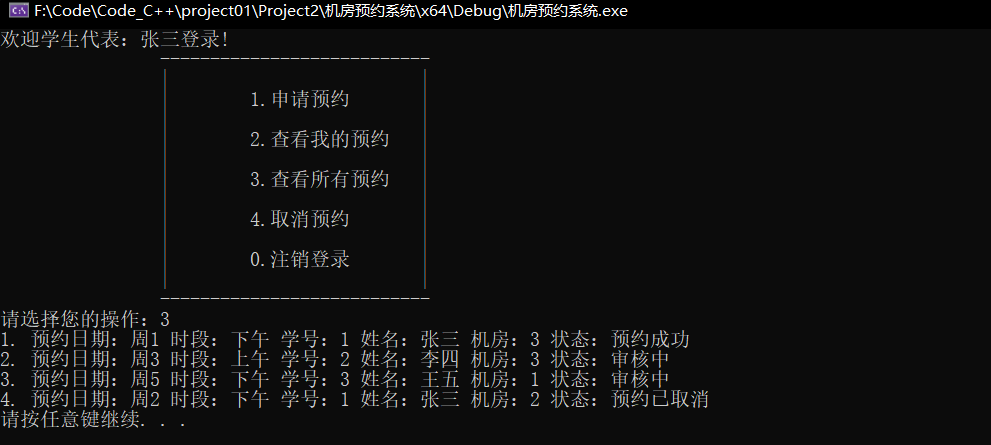 F:\Code\Code_C++\project01\Project2\机房预约系统\x64\Debug\机房预约系统.exe
欢迎学生代表：张三登录!
---------------------------
1.申请预约
2.查看我的预约
3.查看所有预约
4.取消预约
0.注销登录
---------------------------
请选择您的操作：3
1. 预约日期：周1 时段：下午 学号：1 姓名：张三 机房：3 状态：预约成功
2. 预约日期：周3 时段：上午 学号：2 姓名：李四 机房：3 状态：审核中
3. 预约日期：周5 时段：下午 学号：3 姓名：王五 机房：1 状态：审核中
4. 预约日期：周2 时段：下午 学号：1 姓名：张三 机房：2 状态：预约已取消
请按任意键继续. . .